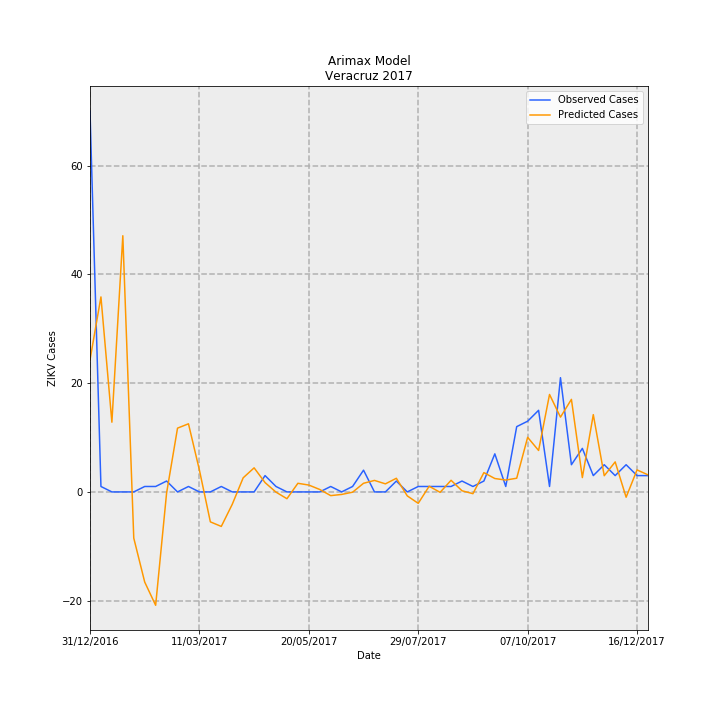 Arimax Model
Veracruz 2017
Observed Cases
Predicted Cases
ZIKV Cases
60
40
20
0
−20
31/12/2016
11/03/2017
20/05/2017
29/07/2017
07/10/2017
16/12/2017
Date